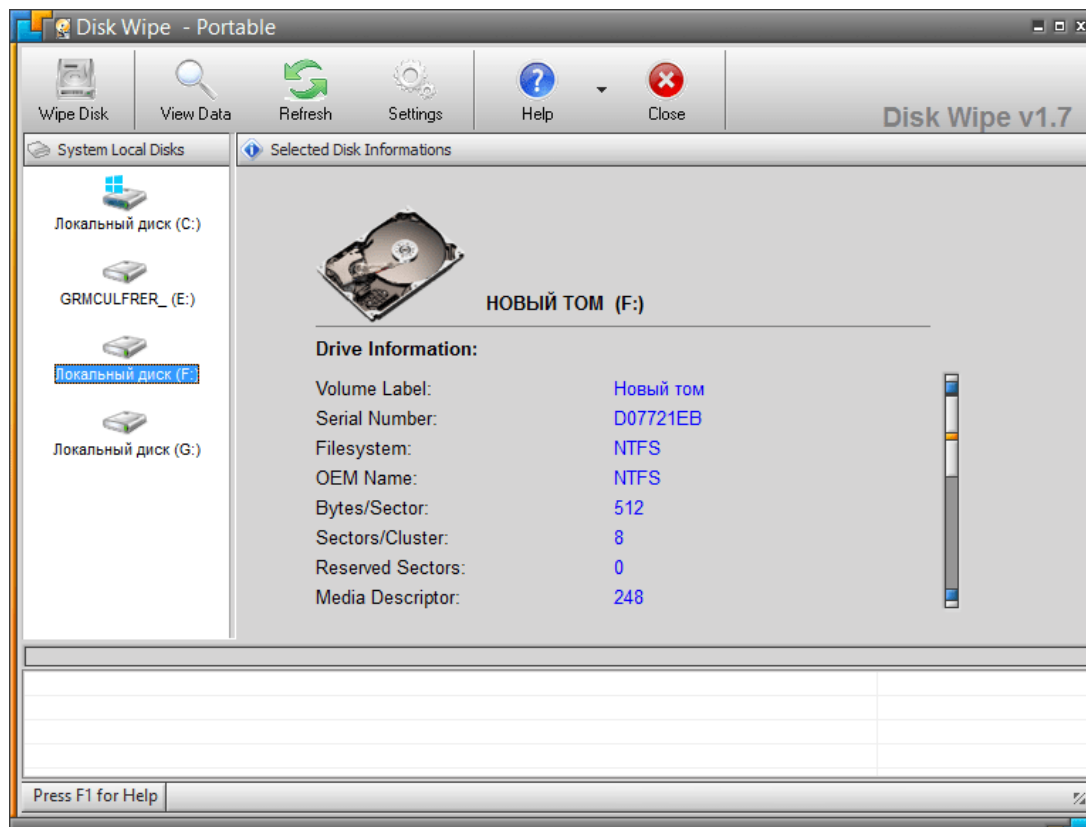 Disk Wipe - Portable
Wipe Disk View Data Refresh Settings Help Close
Disk Wipe v1.7
System Local Disks
Selected Disk Informations
Локальный диск (C:)
GRMCULFRER_ (E:)
Локальный диск (F:
Локальный диск (G:)
НОВЫЙ ТОМ (F:)
Drive Information:
Volume Label: Новый том
Serial Number: D07721EB
Filesystem: NTFS
OEM Name: NTFS
Bytes/Sector: 512
Sectors/Cluster: 8
Reserved Sectors: 0
Media Descriptor: 248
Press F1 for Help